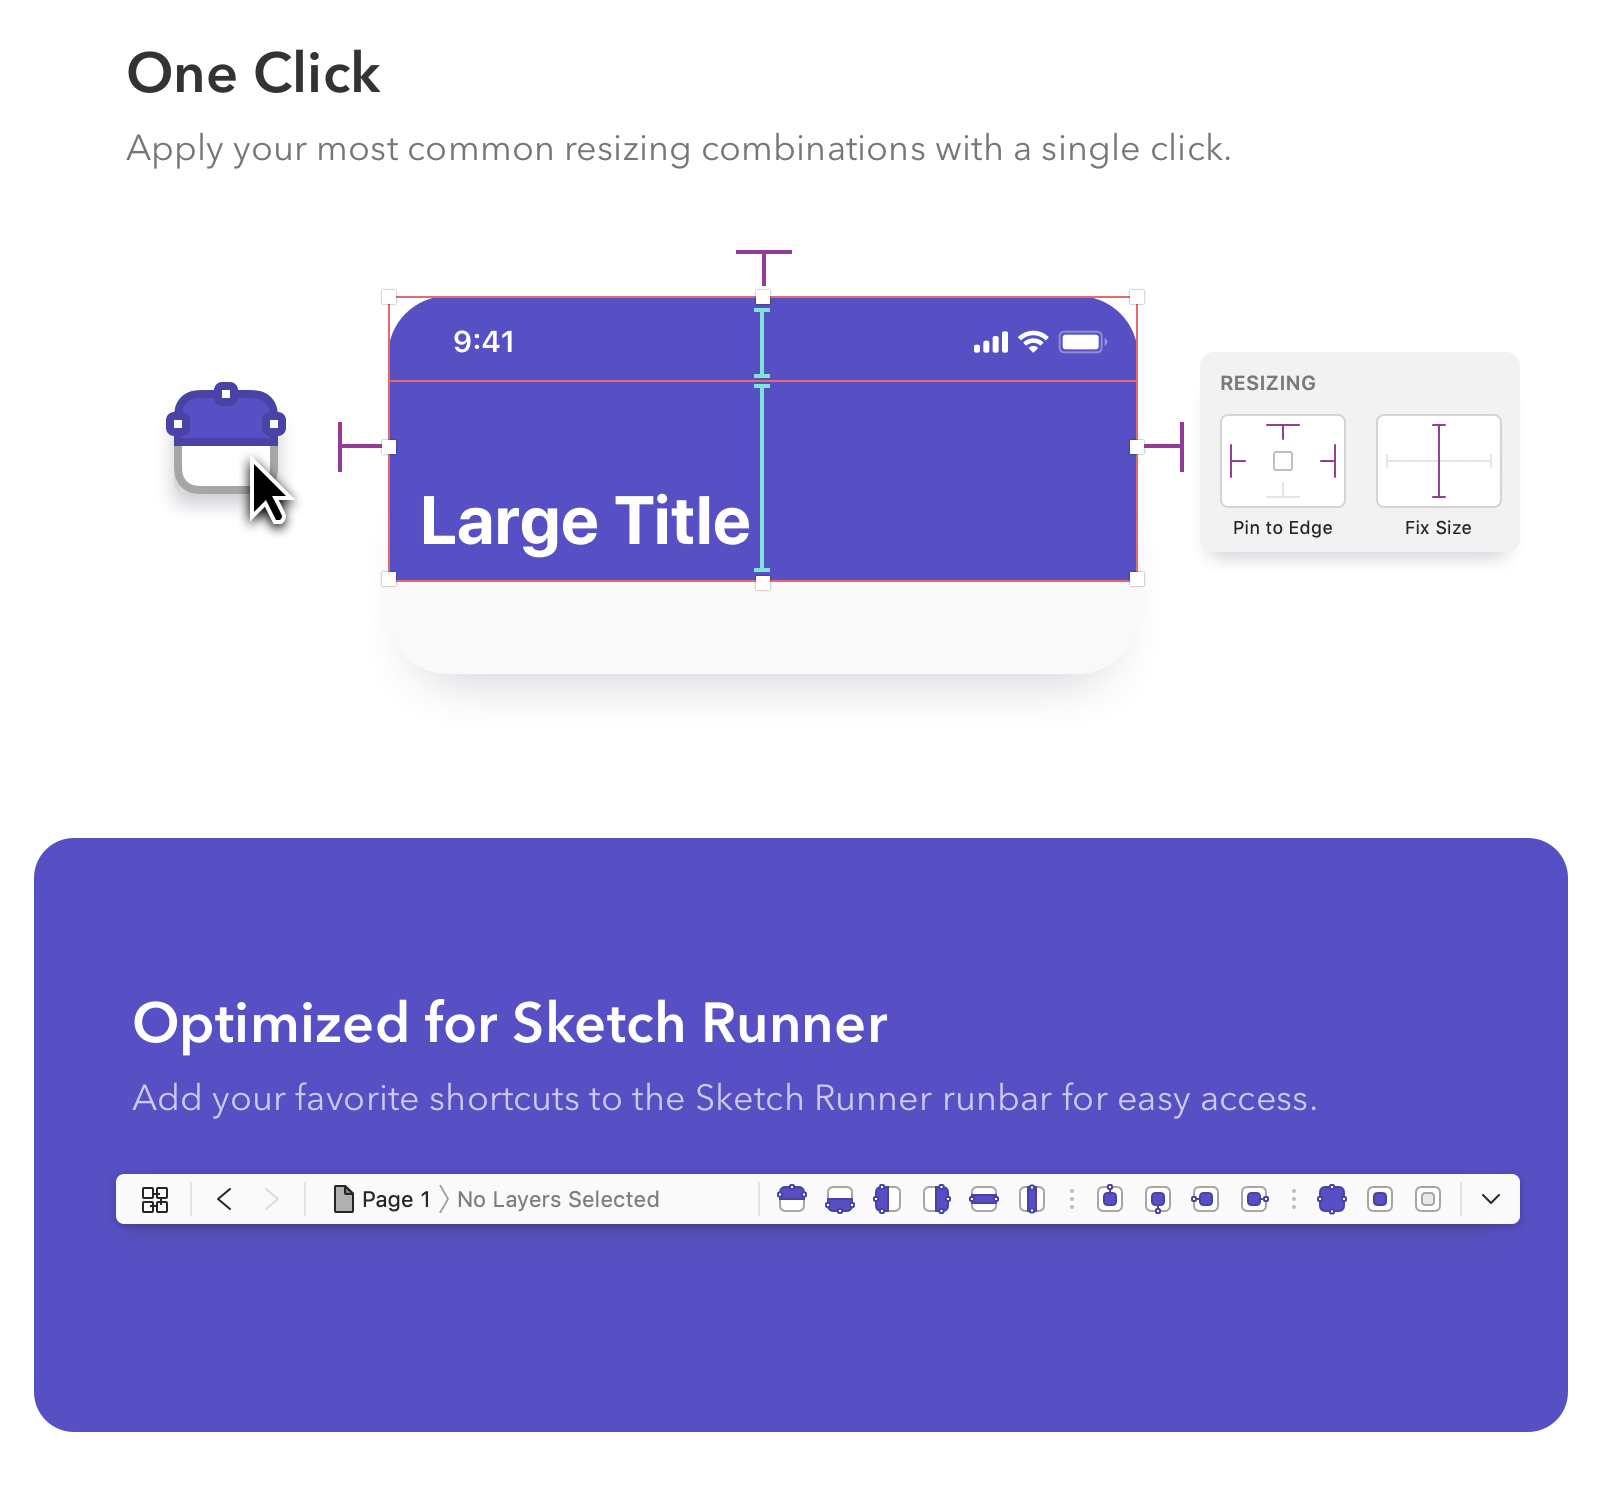 One Click
Apply your most common resizing combinations with a single click.
9:41
Large Title
RESIZING
Pin to Edge
Fix Size
Optimized for Sketch Runner
Add your favorite shortcuts to the Sketch Runner runbar for easy access.
Page 1 No Layers Selected